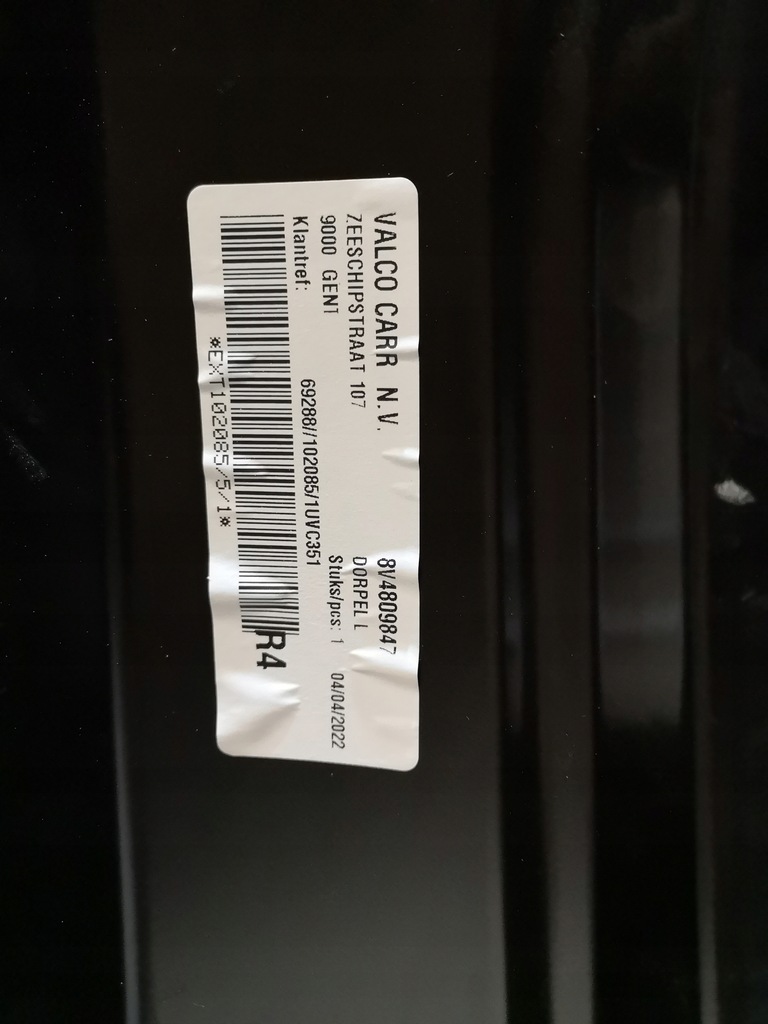 VALCO CARR N.V. 8V4809847
ZEESCHIPSTRAAT 107 DORPEL L
9000 GENT Stuks/pcs: 1 04/04/2022
Klantref: 69288//102085/1UVC351
R4
*EXT102085/5/1*